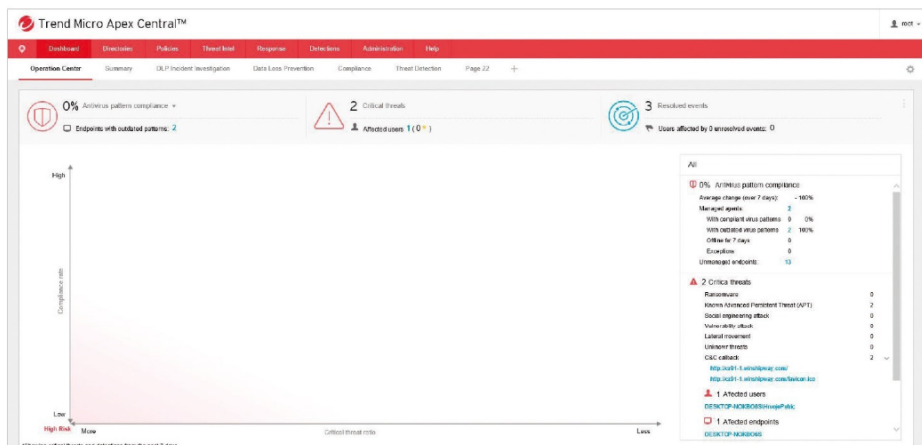 Trend Micro Apex Central™
root
Dashboard Directories Policies Threat Intel Response Detections Administration Help
Operation Center Summary DLP Incident Investigation Data Loss Prevention Compliance Threat Detection Page 22 +
0% Antivirus pattern compliance
Endpoints with outdated patterns: 2
2 Critical threats
Affected users 1 ( 0 )
3 Resolved events
Users affected by 0 unresolved events: 0
High
Compliance rate
Low
High Risk More
Critical threat ratio
Less
All
0% Antivirus pattern compliance
Average change (over 7 days): - 100%
Managed agents 2
With compliant virus patterns 0 0%
With outdated virus patterns 2 100%
Offline for 7 days 0
Exceptions 0
Unmanaged endpoints: 13
2 Critical threats
Ransomware 0
Known Advanced Persistent Threat (APT) 2
Social engineering attack 0
Vulnerability attack 0
Lateral movement 0
Unknown threats 0
C&C callback 2
1 Affected users
1 Affected endpoints
DESKTOP-NOKBO8S